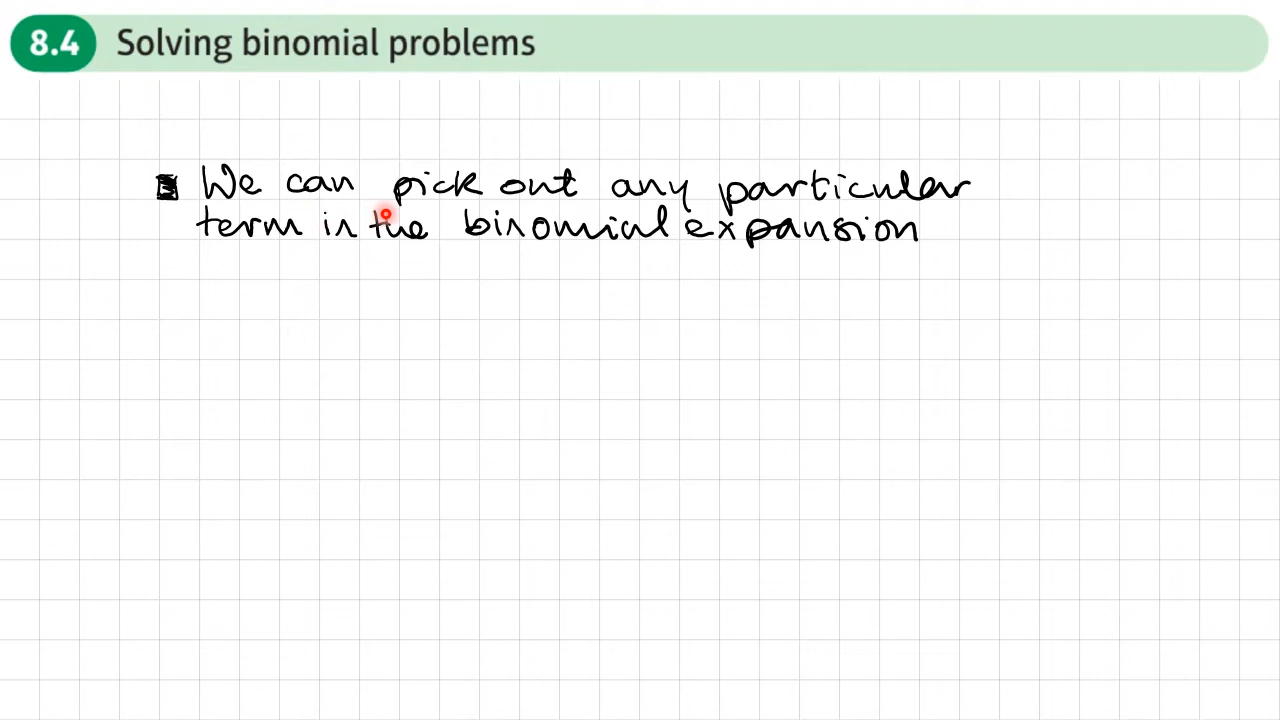 8.4 Solving binomial problems
We can pick out any particular
term in the binomial expansion